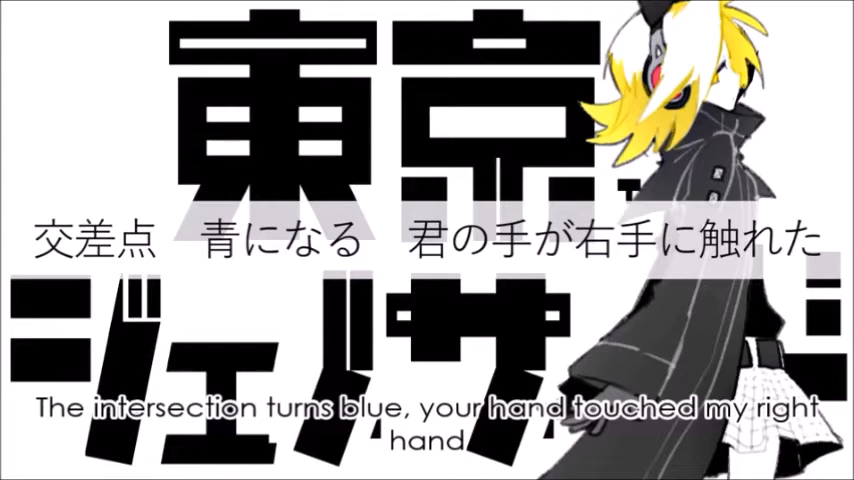 東京
交差点　青になる　君の手が右手に触れた
ジェノサ
The intersection turns blue, your hand touched my right
hand